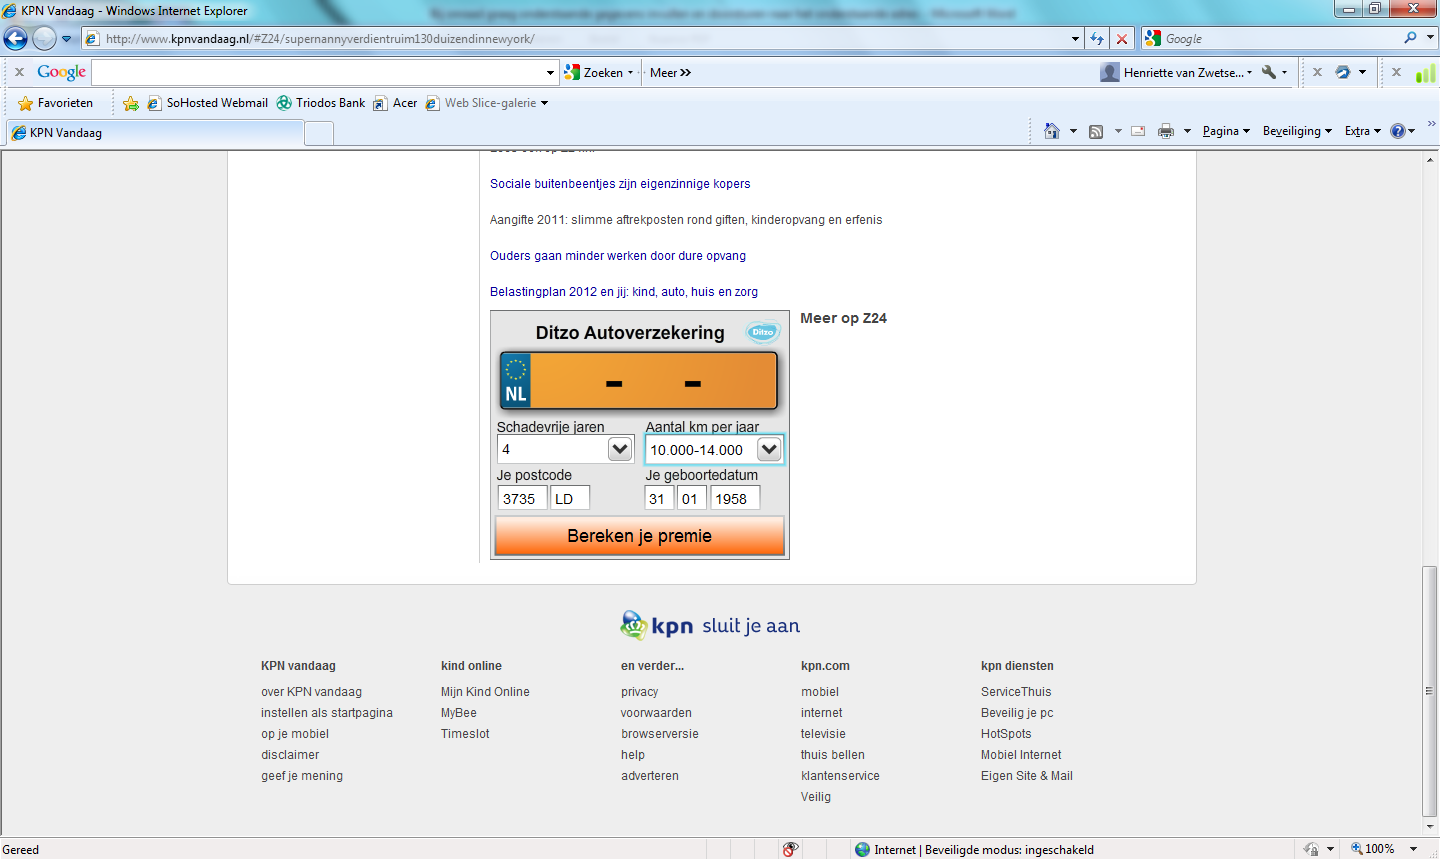 KPN Vandaag - Windows Internet Explorer
http://www.kpnvandaag.nl/#Z24/supernannyverdientruim130duizendinnewyork/
Google
Google
Zoeken
Meer »
Henriette van Zwetse...
Favorieten
SoHosted Webmail
Triodos Bank
Acer
Web Slice-galerie
KPN Vandaag
Pagina
Beveiliging
Extra
Sociale buitenbeentjes zijn eigenzinnige kopers
Aangifte 2011: slimme aftrekposten rond giften, kinderopvang en erfenis
Ouders gaan minder werken door dure opvang
Belastingplan 2012 en jij: kind, auto, huis en zorg
Ditzo Autoverzekering
Ditzo
Meer op Z24
NL - -
Schadevrije jaren Aantal km per jaar
4 10.000-14.000
Je postcode Je geboortedatum
3735 LD 31 01 1958
Bereken je premie
kpn sluit je aan
KPN vandaag kind online en verder... kpn.com kpn diensten
over KPN vandaag Mijn Kind Online privacy mobiel ServiceThuis
instellen als startpagina MyBee voorwaarden internet Beveilig je pc
op je mobiel Timeslot browserversie televisie HotSpots
disclaimer help thuis bellen Mobiel Internet
geef je mening adverteren klantenservice Eigen Site & Mail
Veilig
Gereed
Internet | Beveiligde modus: ingeschakeld
100%